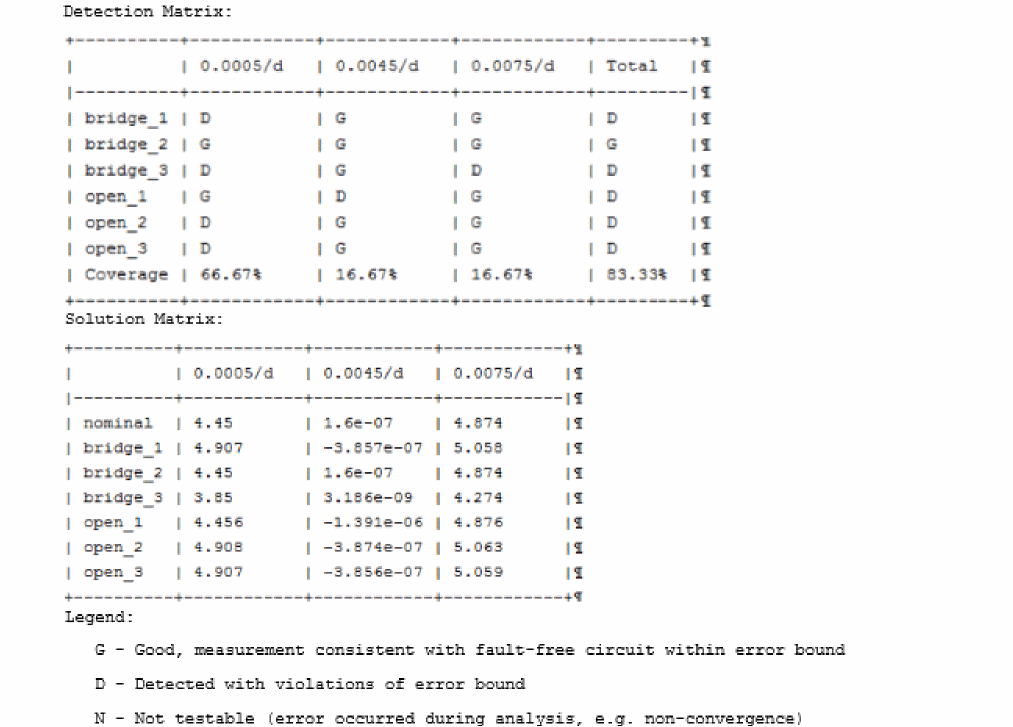 Detection Matrix:
+----------+------------+------------+------------+---------+¶
|          | 0.0005/d   | 0.0045/d   | 0.0075/d   | Total   |¶
|----------+------------+------------+------------+---------|¶
| bridge_1 | D          | G          | G          | D       |¶
| bridge_2 | G          | G          | G          | G       |¶
| bridge_3 | D          | G          | D          | D       |¶
| open_1   | G          | D          | G          | D       |¶
| open_2   | D          | G          | G          | D       |¶
| open_3   | D          | G          | G          | D       |¶
| Coverage | 66.67%     | 16.67%     | 16.67%     | 83.33%  |¶
+----------+------------+------------+------------+---------+¶
Solution Matrix:
+----------+------------+------------+------------+¶
|          | 0.0005/d   | 0.0045/d   | 0.0075/d   |¶
|----------+------------+------------+------------|¶
| nominal  | 4.45       | 1.6e-07    | 4.874      |¶
| bridge_1 | 4.907      | -3.857e-07 | 5.058      |¶
| bridge_2 | 4.45       | 1.6e-07    | 4.874      |¶
| bridge_3 | 3.85       | 3.186e-09  | 4.274      |¶
| open_1   | 4.456      | -1.391e-06 | 4.876      |¶
| open_2   | 4.908      | -3.874e-07 | 5.063      |¶
| open_3   | 4.907      | -3.856e-07 | 5.059      |¶
+----------+------------+------------+------------+¶
Legend:
G - Good, measurement consistent with fault-free circuit within error bound
D - Detected with violations of error bound
N - Not testable (error occurred during analysis, e.g. non-convergence)